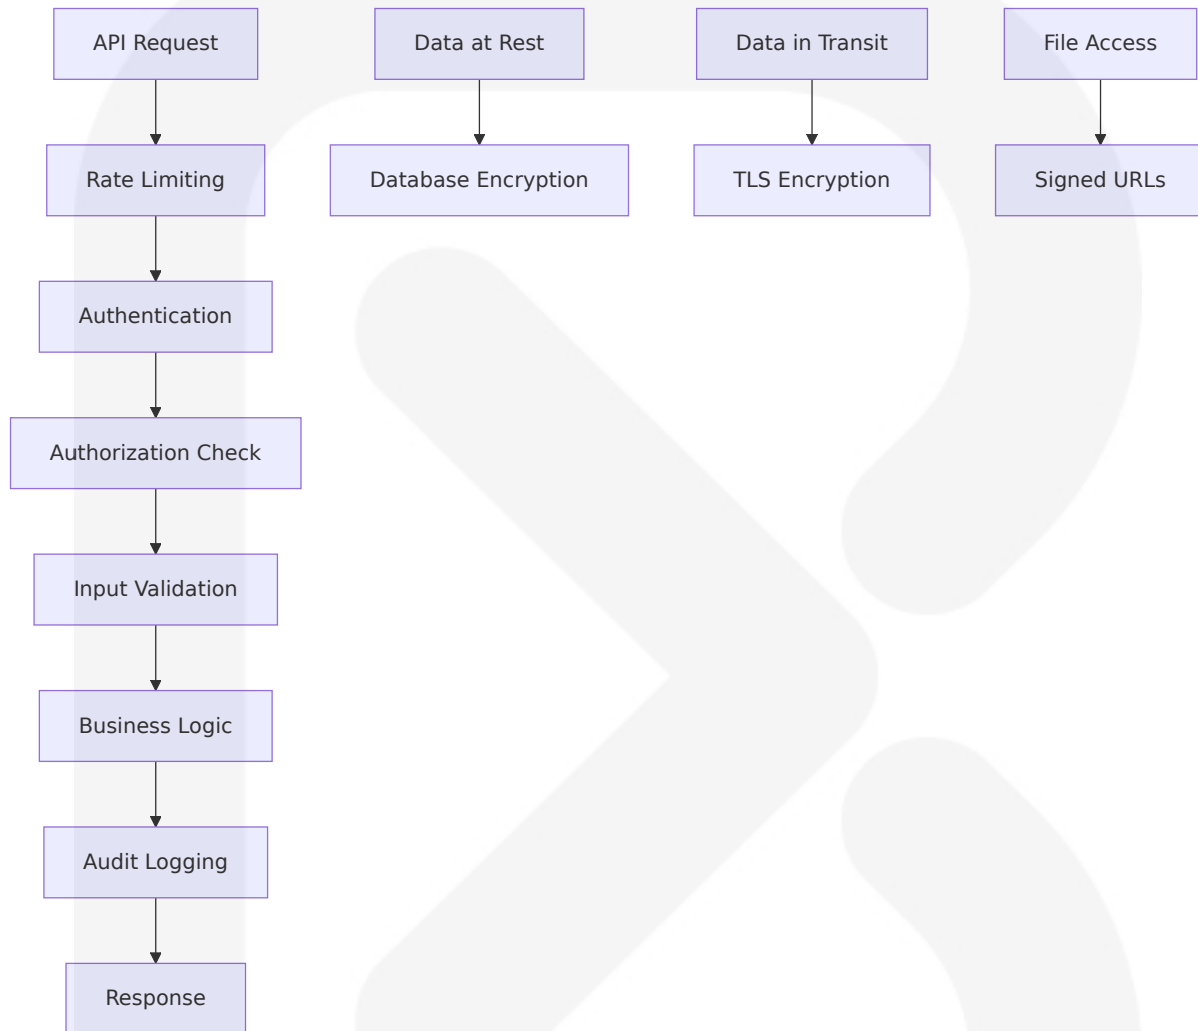 API Request
Data at Rest
Data in Transit
File Access
Rate Limiting
Database Encryption
TLS Encryption
Signed URLs
Authentication
Authorization Check
Input Validation
Business Logic
Audit Logging
Response